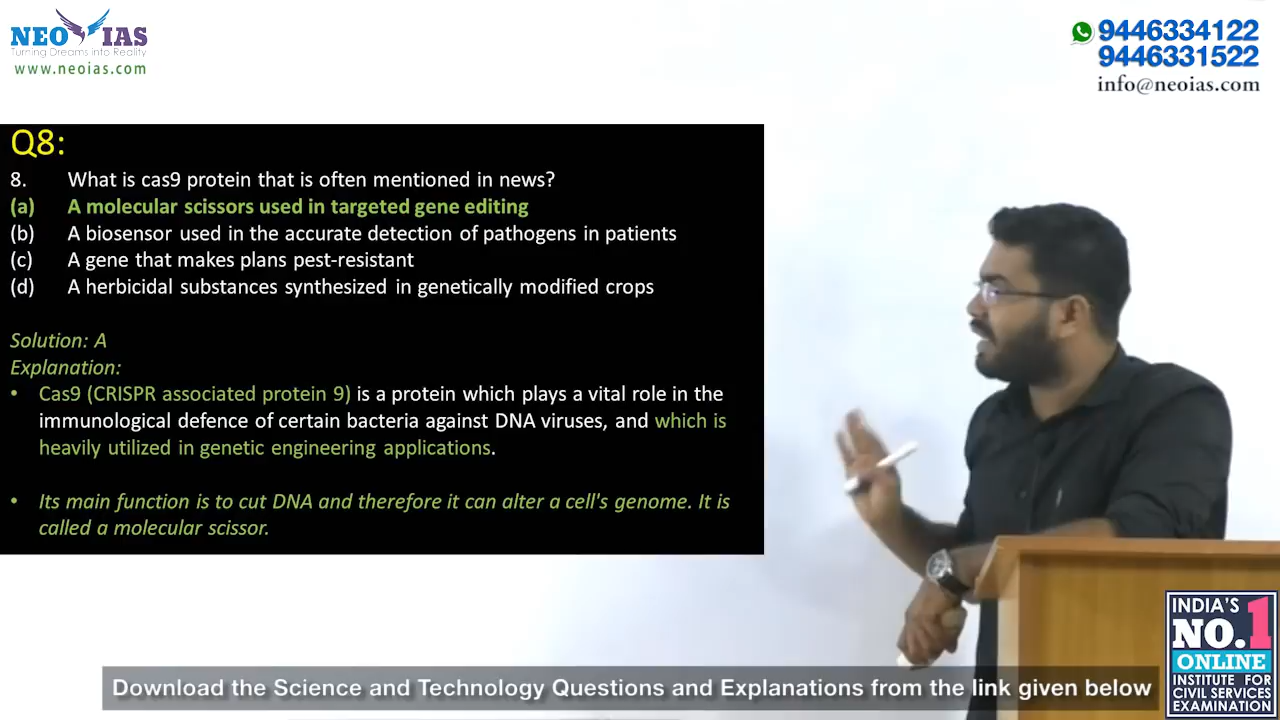 NEO IAS
Turning Dreams into Reality
www.neoias.com
9446334122
9446331522
info@neoias.com
Q8:
8. What is cas9 protein that is often mentioned in news?
(a) A molecular scissors used in targeted gene editing
(b) A biosensor used in the accurate detection of pathogens in patients
(c) A gene that makes plans pest-resistant
(d) A herbicidal substances synthesized in genetically modified crops
Solution: A
Explanation:
• Cas9 (CRISPR associated protein 9) is a protein which plays a vital role in the
immunological defence of certain bacteria against DNA viruses, and which is
heavily utilized in genetic engineering applications.
• Its main function is to cut DNA and therefore it can alter a cell's genome. It is
called a molecular scissor.
INDIA'S
NO.1
ONLINE
INSTITUTE FOR
CIVIL SERVICES
EXAMINATION
Download the Science and Technology Questions and Explanations from the link given below